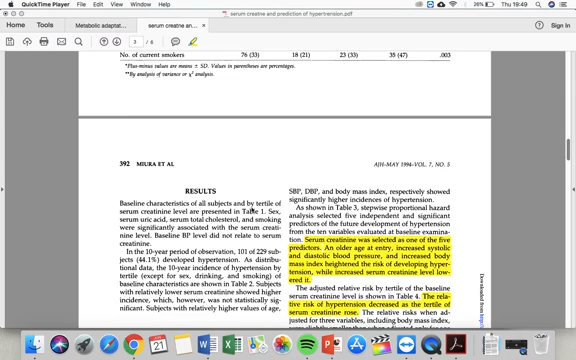 QuickTime Player File Edit View Window Help
20% Thu 19:49
serum creatine and prediction of hypertrension.pdf
Home Tools Metabolic adaptat... serum creatne and... × Sign In
3 / 6
No. of current smokers 76 (33) 18 (21) 23 (33) 35 (47) .003
*Plus-minus values are means ± SD. Values in parentheses are percentages.
**By analysis of variance or χ² analysis.
392 MIURA ET AL
AJH–MAY 1994–VOL. 7, NO. 5
RESULTS
Baseline characteristics of all subjects and by tertile of
serum creatinine level are presented in Table 1. Sex,
serum uric acid, serum total cholesterol, and smoking
were significantly associated with the serum creati-
nine level. Baseline BP level did not relate to serum
creatinine.
In the 10-year period of observation, 101 of 229 sub-
jects (44.1%) developed hypertension. As distribu-
tional data, the 10-year incidence of hypertension by
tertile (except for sex, drinking, and smoking) of
baseline characteristics are shown in Table 2. Subjects
with relatively lower serum creatinine showed higher
incidence, which, however, was not statistically sig-
nificant. Subjects with relatively higher values of age,
SBP, DBP, and body mass index, respectively showed
significantly higher incidences of hypertension.
As shown in Table 3, stepwise proportional hazard
analysis selected five independent and significant
predictors of the future development of hypertension
from the ten variables evaluated at baseline examina-
tion. Serum creatinine was selected as one of the five
predictors. An older age at entry, increased systolic
and diastolic blood pressure, and increased body
mass index heightened the risk of developing hyper-
tension, while increased serum creatinine level low-
ered it.
The adjusted relative risk by tertile of the baseline
serum creatinine level is shown in Table 4. The rela-
tive risk of hypertension decreased as the tertile of
serum creatinine rose. The relative risks when ad-
justed for three variables, including body mass index,
Downloaded from
21